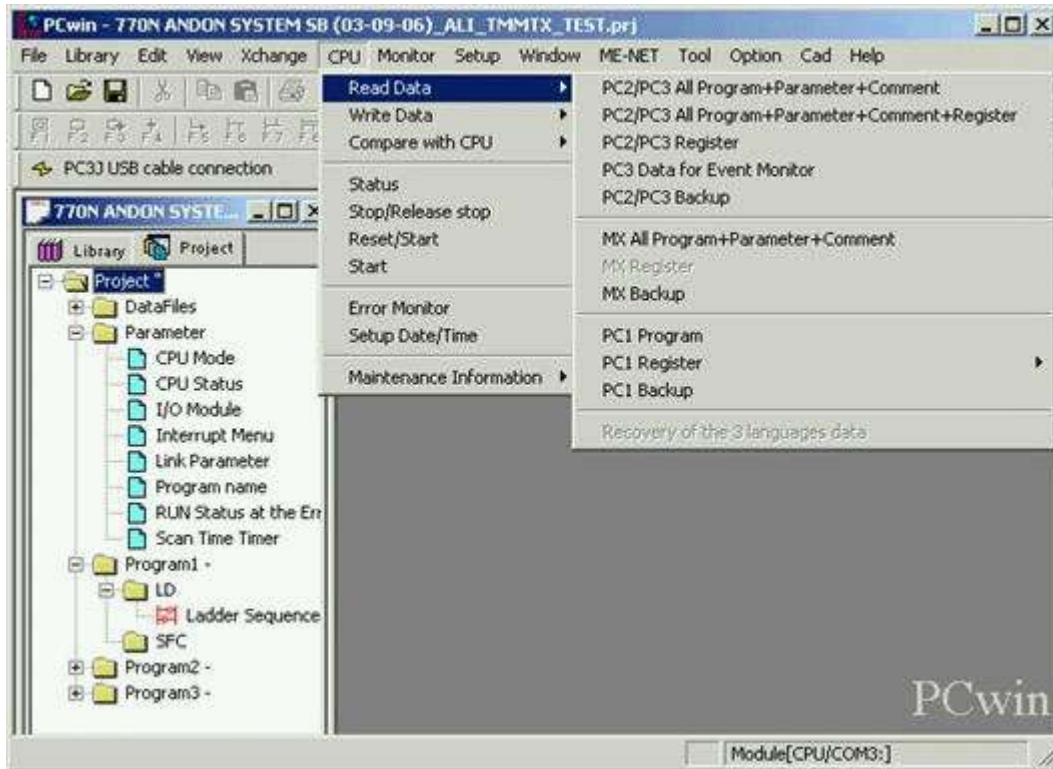 PCwin - 770N ANDON SYSTEM SB (03-09-06)_ALI_TMMTX_TEST.prj
File Library Edit View Xchange CPU Monitor Setup Window ME-NET Tool Option Cad Help
PC3J USB cable connection
770N ANDON SYSTE...
Library Project
Project *
DataFiles
Parameter
CPU Mode
CPU Status
I/O Module
Interrupt Menu
Link Parameter
Program name
RUN Status at the Err
Scan Time Timer
Program1 -
LD
Ladder Sequence
SFC
Program2 -
Program3 -
Read Data
Write Data
Compare with CPU
Status
Stop/Release stop
Reset/Start
Start
Error Monitor
Setup Date/Time
Maintenance Information
PC2/PC3 All Program+Parameter+Comment
PC2/PC3 All Program+Parameter+Comment+Register
PC2/PC3 Register
PC3 Data for Event Monitor
PC2/PC3 Backup
MX All Program+Parameter+Comment
MX Register
MX Backup
PC1 Program
PC1 Register
PC1 Backup
Recovery of the 3 languages data
PCwin
Module[CPU/COM3:]